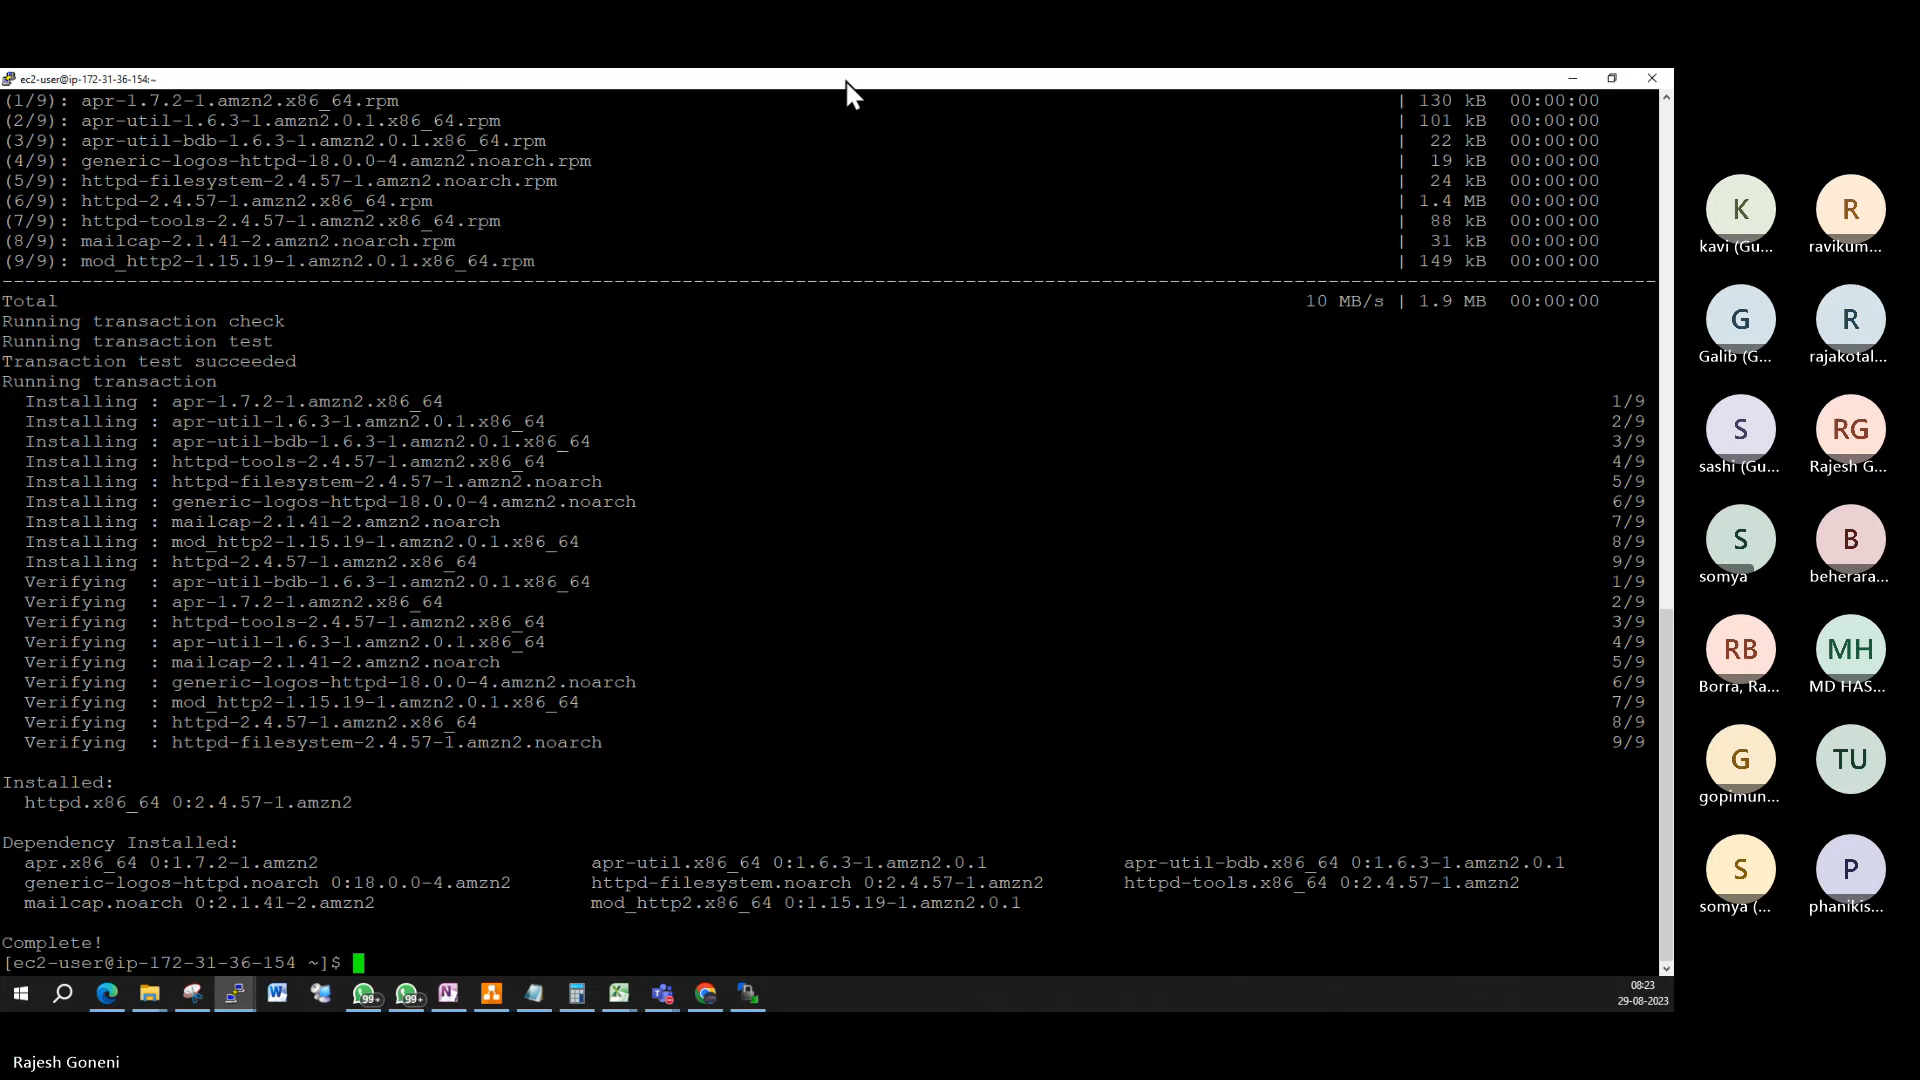 ec2-user@ip-172-31-36-154:~
(1/9): apr-1.7.2-1.amzn2.x86_64.rpm | 130 kB 00:00:00
(2/9): apr-util-1.6.3-1.amzn2.0.1.x86_64.rpm | 101 kB 00:00:00
(3/9): apr-util-bdb-1.6.3-1.amzn2.0.1.x86_64.rpm | 22 kB 00:00:00
(4/9): generic-logos-httpd-18.0.0-4.amzn2.noarch.rpm | 19 kB 00:00:00
(5/9): httpd-filesystem-2.4.57-1.amzn2.noarch.rpm | 24 kB 00:00:00
(6/9): httpd-2.4.57-1.amzn2.x86_64.rpm | 1.4 MB 00:00:00
(7/9): httpd-tools-2.4.57-1.amzn2.x86_64.rpm | 88 kB 00:00:00
(8/9): mailcap-2.1.41-2.amzn2.noarch.rpm | 31 kB 00:00:00
(9/9): mod_http2-1.15.19-1.amzn2.0.1.x86_64.rpm | 149 kB 00:00:00
Total 10 MB/s | 1.9 MB 00:00:00
Running transaction check
Running transaction test
Transaction test succeeded
Running transaction
Installing : apr-1.7.2-1.amzn2.x86_64 1/9
Installing : apr-util-1.6.3-1.amzn2.0.1.x86_64 2/9
Installing : apr-util-bdb-1.6.3-1.amzn2.0.1.x86_64 3/9
Installing : httpd-tools-2.4.57-1.amzn2.x86_64 4/9
Installing : httpd-filesystem-2.4.57-1.amzn2.noarch 5/9
Installing : generic-logos-httpd-18.0.0-4.amzn2.noarch 6/9
Installing : mailcap-2.1.41-2.amzn2.noarch 7/9
Installing : mod_http2-1.15.19-1.amzn2.0.1.x86_64 8/9
Installing : httpd-2.4.57-1.amzn2.x86_64 9/9
Verifying : apr-util-bdb-1.6.3-1.amzn2.0.1.x86_64 1/9
Verifying : apr-1.7.2-1.amzn2.x86_64 2/9
Verifying : httpd-tools-2.4.57-1.amzn2.x86_64 3/9
Verifying : apr-util-1.6.3-1.amzn2.0.1.x86_64 4/9
Verifying : mailcap-2.1.41-2.amzn2.noarch 5/9
Verifying : generic-logos-httpd-18.0.0-4.amzn2.noarch 6/9
Verifying : mod_http2-1.15.19-1.amzn2.0.1.x86_64 7/9
Verifying : httpd-2.4.57-1.amzn2.x86_64 8/9
Verifying : httpd-filesystem-2.4.57-1.amzn2.noarch 9/9
Installed:
httpd.x86_64 0:2.4.57-1.amzn2
Dependency Installed:
apr.x86_64 0:1.7.2-1.amzn2 apr-util.x86_64 0:1.6.3-1.amzn2.0.1 apr-util-bdb.x86_64 0:1.6.3-1.amzn2.0.1
generic-logos-httpd.noarch 0:18.0.0-4.amzn2 httpd-filesystem.noarch 0:2.4.57-1.amzn2 httpd-tools.x86_64 0:2.4.57-1.amzn2
mailcap.noarch 0:2.1.41-2.amzn2 mod_http2.x86_64 0:1.15.19-1.amzn2.0.1
Complete!
[ec2-user@ip-172-31-36-154 ~]$
99+ 99+
08:23
29-08-2023
K R
kavi (Gu... ravikum...
G R
Galib (G... rajakotal...
S RG
sashi (Gu... Rajesh G...
S B
somya beherara...
RB MH
Borra, Ra... MD HAS...
G TU
gopimun...
S P
somya (... phanikis...
Rajesh Goneni